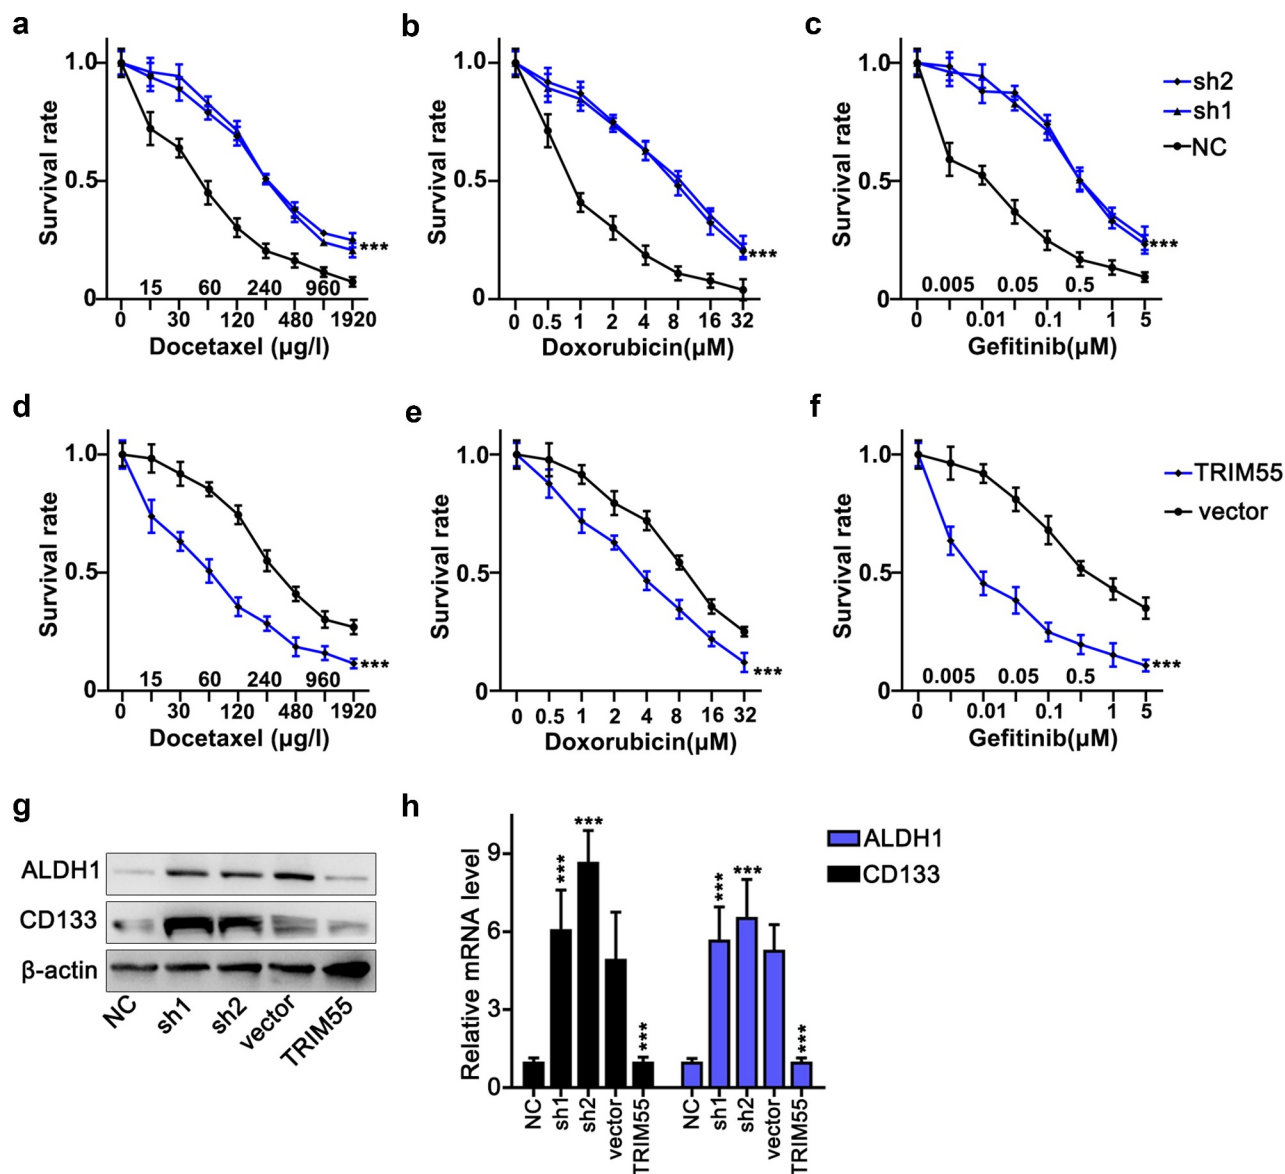 a
1.0
0.5
0
Survival rate
15 60 240 960
0 30 120 480 1920
Docetaxel (µg/l)
***
b
1.0
0.5
0
Survival rate
0 0.5 1 2 4 8 16 32
Doxorubicin(µM)
***
c
1.0
0.5
0
Survival rate
0.005 0.05 0.5
0 0.01 0.1 1 5
Gefitinib(µM)
***
sh2
sh1
NC
d
1.0
0.5
0
Survival rate
15 60 240 960
0 30 120 480 1920
Docetaxel (µg/l)
***
e
1.0
0.5
0
Survival rate
0 0.5 1 2 4 8 16 32
Doxorubicin(µM)
***
f
1.0
0.5
0
Survival rate
0.005 0.05 0.5
0 0.01 0.1 1 5
Gefitinib(µM)
***
TRIM55
vector
g
ALDH1
CD133
β-actin
NC sh1 sh2 vector TRIM55
h
Relative mRNA level
9
6
3
0
*** *** ***
*** *** ***
NC sh1 sh2 vector TRIM55
NC sh1 sh2 vector TRIM55
ALDH1
CD133